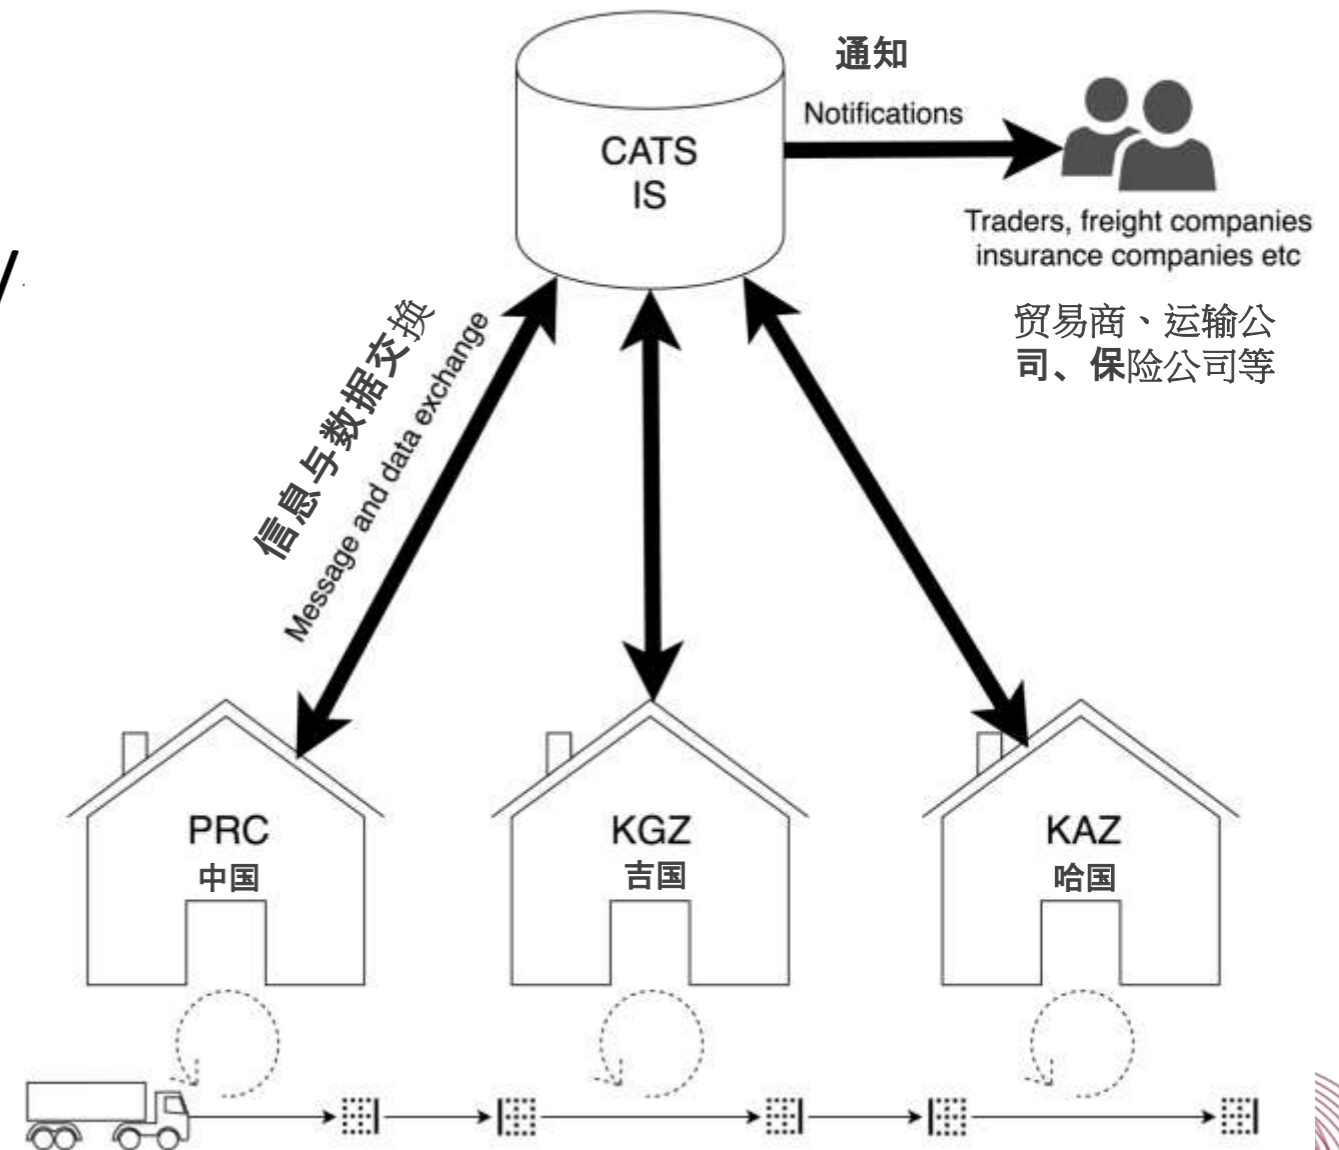 通知
Notifications
CATS
IS
Traders, freight companies
insurance companies etc
贸易商、运输公
司、保险公司等
信息与数据交换
Message and data exchange
PRC
中国
KGZ
吉国
KAZ
哈国